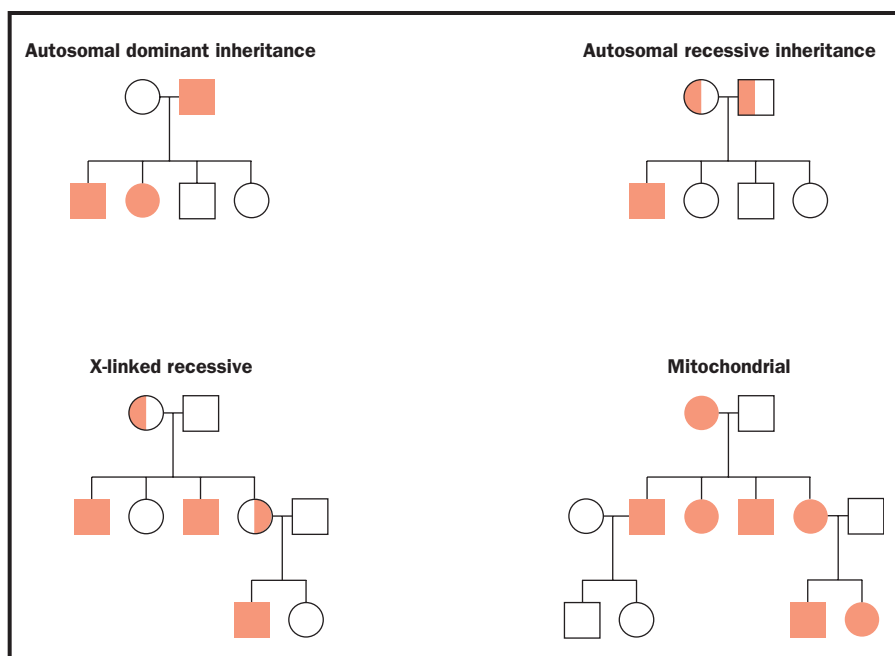 Autosomal dominant inheritance
Autosomal recessive inheritance
X-linked recessive
Mitochondrial